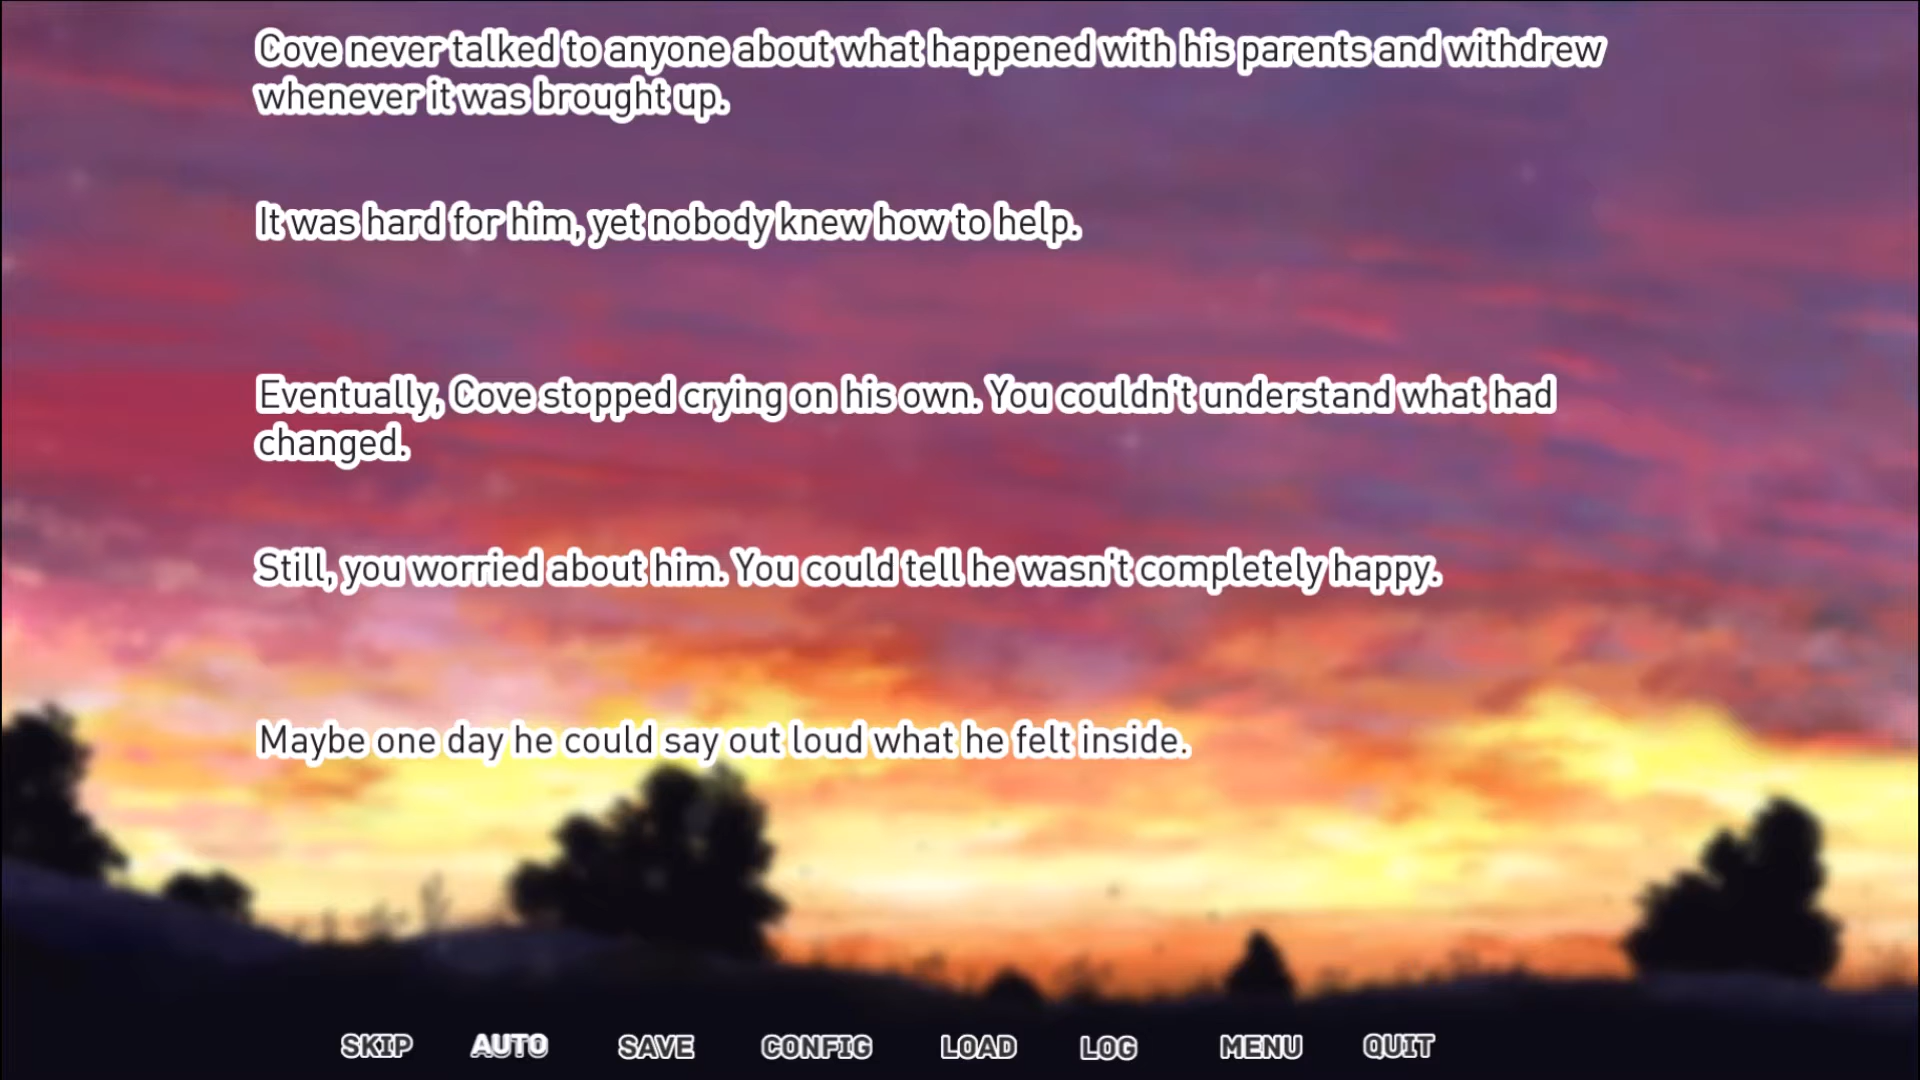 Cove never talked to anyone about what happened with his parents and withdrew
whenever it was brought up.
It was hard for him, yet nobody knew how to help.
Eventually, Cove stopped crying on his own. You couldn't understand what had
changed.
Still, you worried about him. You could tell he wasn't completely happy.
Maybe one day he could say out loud what he felt inside.
SKIP AUTO SAVE CONFIG LOAD LOG MENU QUIT